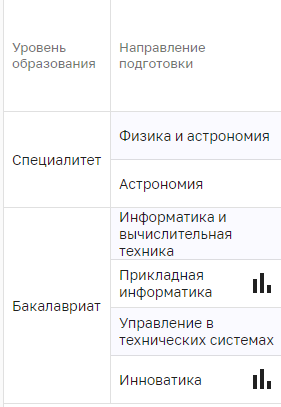 Уровень
образования
Направление
подготовки
Специалитет
Физика и астрономия
Астрономия
Бакалавриат
Информатика и
вычислительная
техника
Прикладная
информатика
Управление в
технических системах
Инноватика